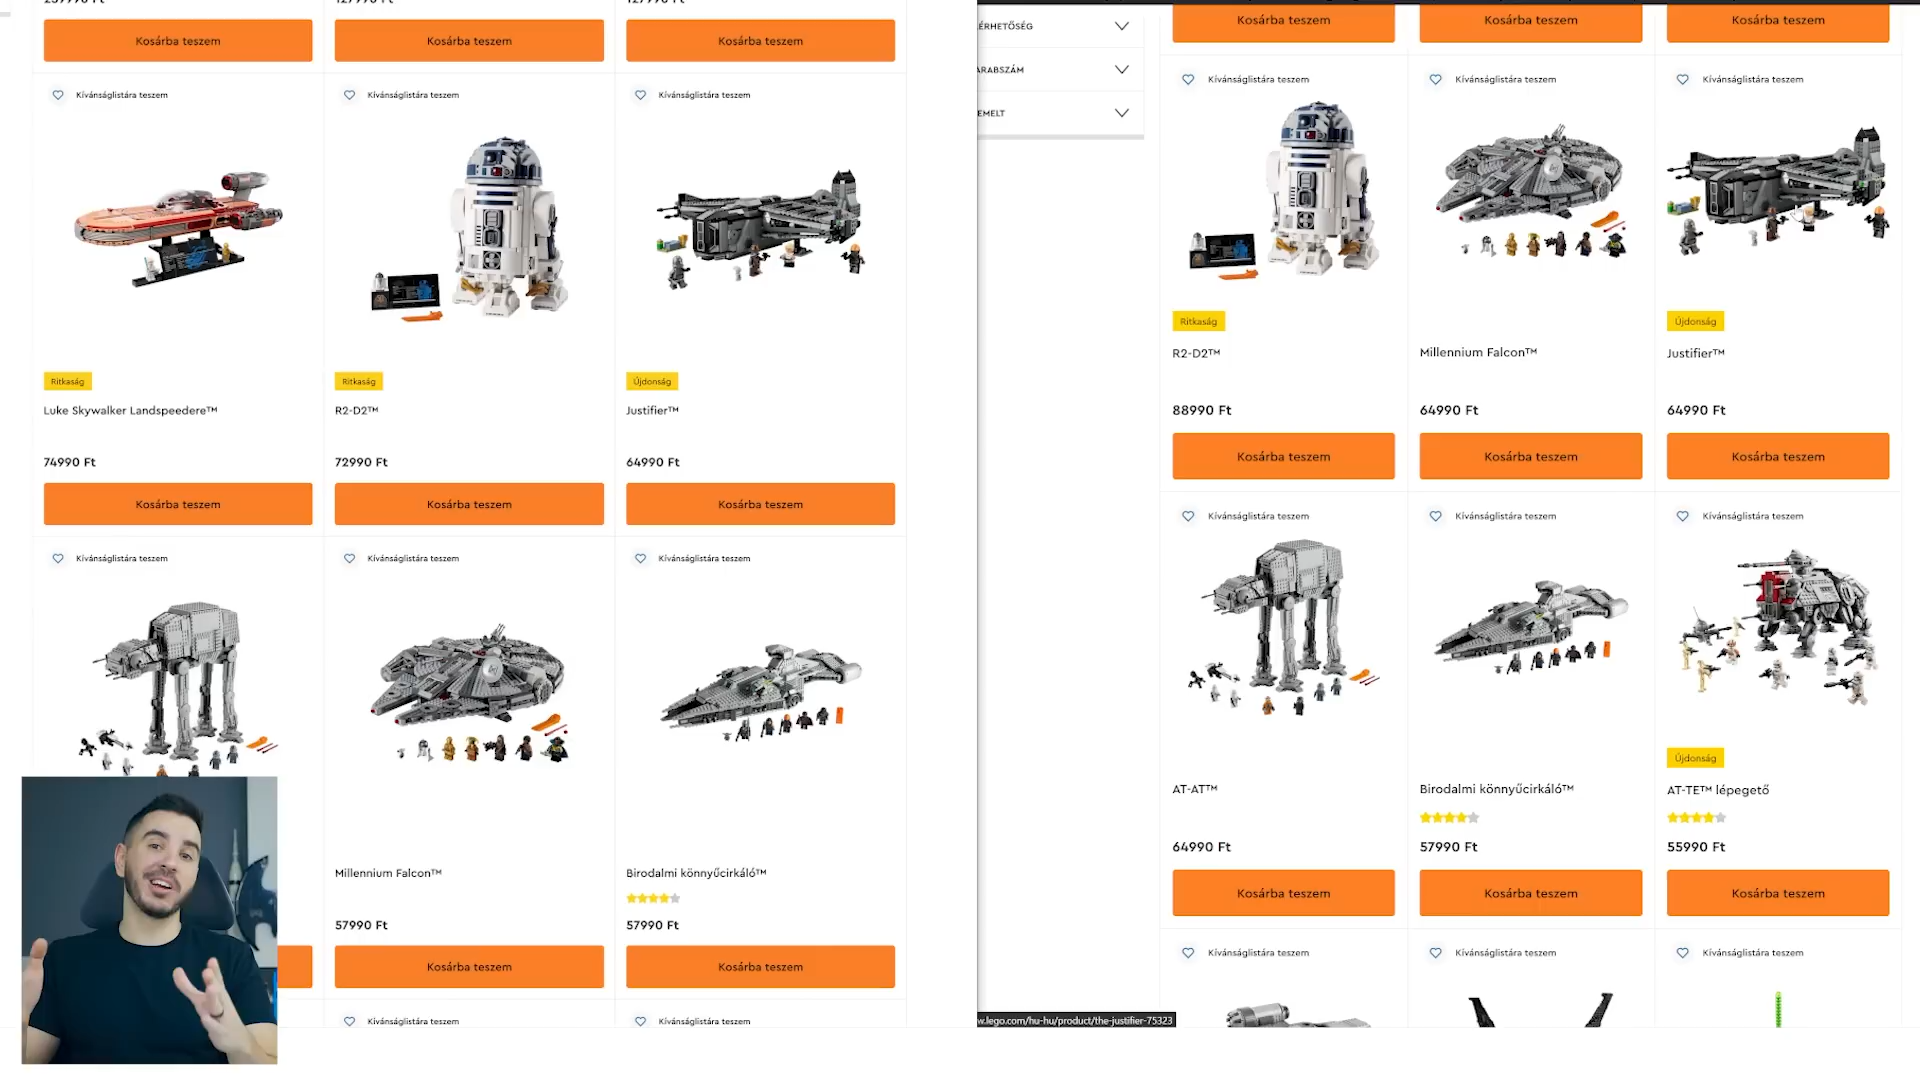 Kosárba teszem
Kosárba teszem
Kosárba teszem
Kívánságlistára teszem
Kívánságlistára teszem
Kívánságlistára teszem
Ritkaság
Ritkaság
Újdonság
Luke Skywalker Landspeedere™
R2-D2™
Justifier™
74990 Ft
72990 Ft
64990 Ft
Kosárba teszem
Kosárba teszem
Kosárba teszem
Kívánságlistára teszem
Kívánságlistára teszem
Kívánságlistára teszem
Millennium Falcon™
Birodalmi könnyűcirkáló™
57990 Ft
57990 Ft
Kosárba teszem
Kosárba teszem
Kívánságlistára teszem
Kívánságlistára teszem
ÉRHETŐSÉG
ARABSZÁM
EMELT
Kosárba teszem
Kosárba teszem
Kosárba teszem
Kívánságlistára teszem
Kívánságlistára teszem
Kívánságlistára teszem
Ritkaság
Újdonság
R2-D2™
Millennium Falcon™
Justifier™
88990 Ft
64990 Ft
64990 Ft
Kosárba teszem
Kosárba teszem
Kosárba teszem
Kívánságlistára teszem
Kívánságlistára teszem
Kívánságlistára teszem
Újdonság
AT-AT™
Birodalmi könnyűcirkáló™
AT-TE™ lépegető
64990 Ft
57990 Ft
55990 Ft
Kosárba teszem
Kosárba teszem
Kosárba teszem
Kívánságlistára teszem
Kívánságlistára teszem
Kívánságlistára teszem
w.lego.com/hu-hu/product/the-justifier-75323